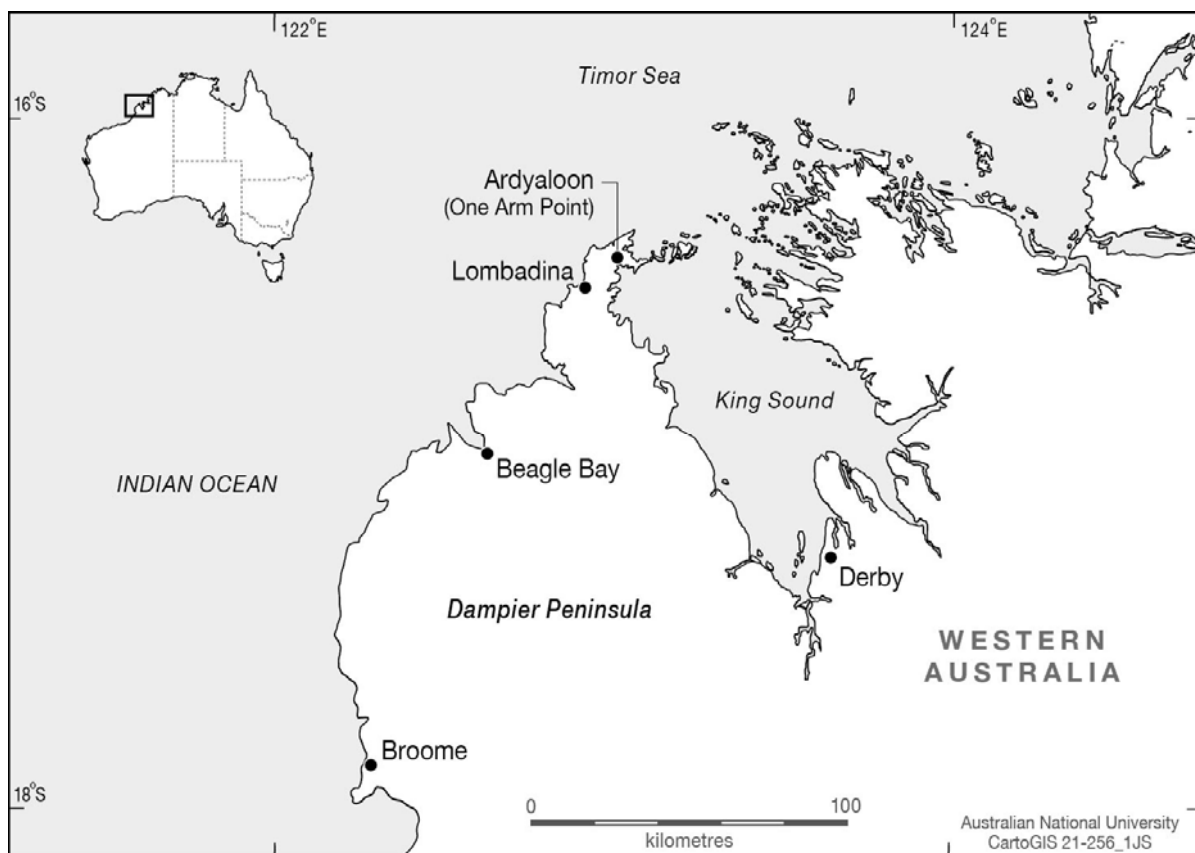 122°E
124°E
Timor Sea
16°S
Ardyaloon
(One Arm Point)
Lombadina
King Sound
INDIAN OCEAN
Beagle Bay
Derby
Dampier Peninsula
WESTERN
AUSTRALIA
Broome
18°S
0
100
kilometres
Australian National University
CartoGIS 21-256_1JS